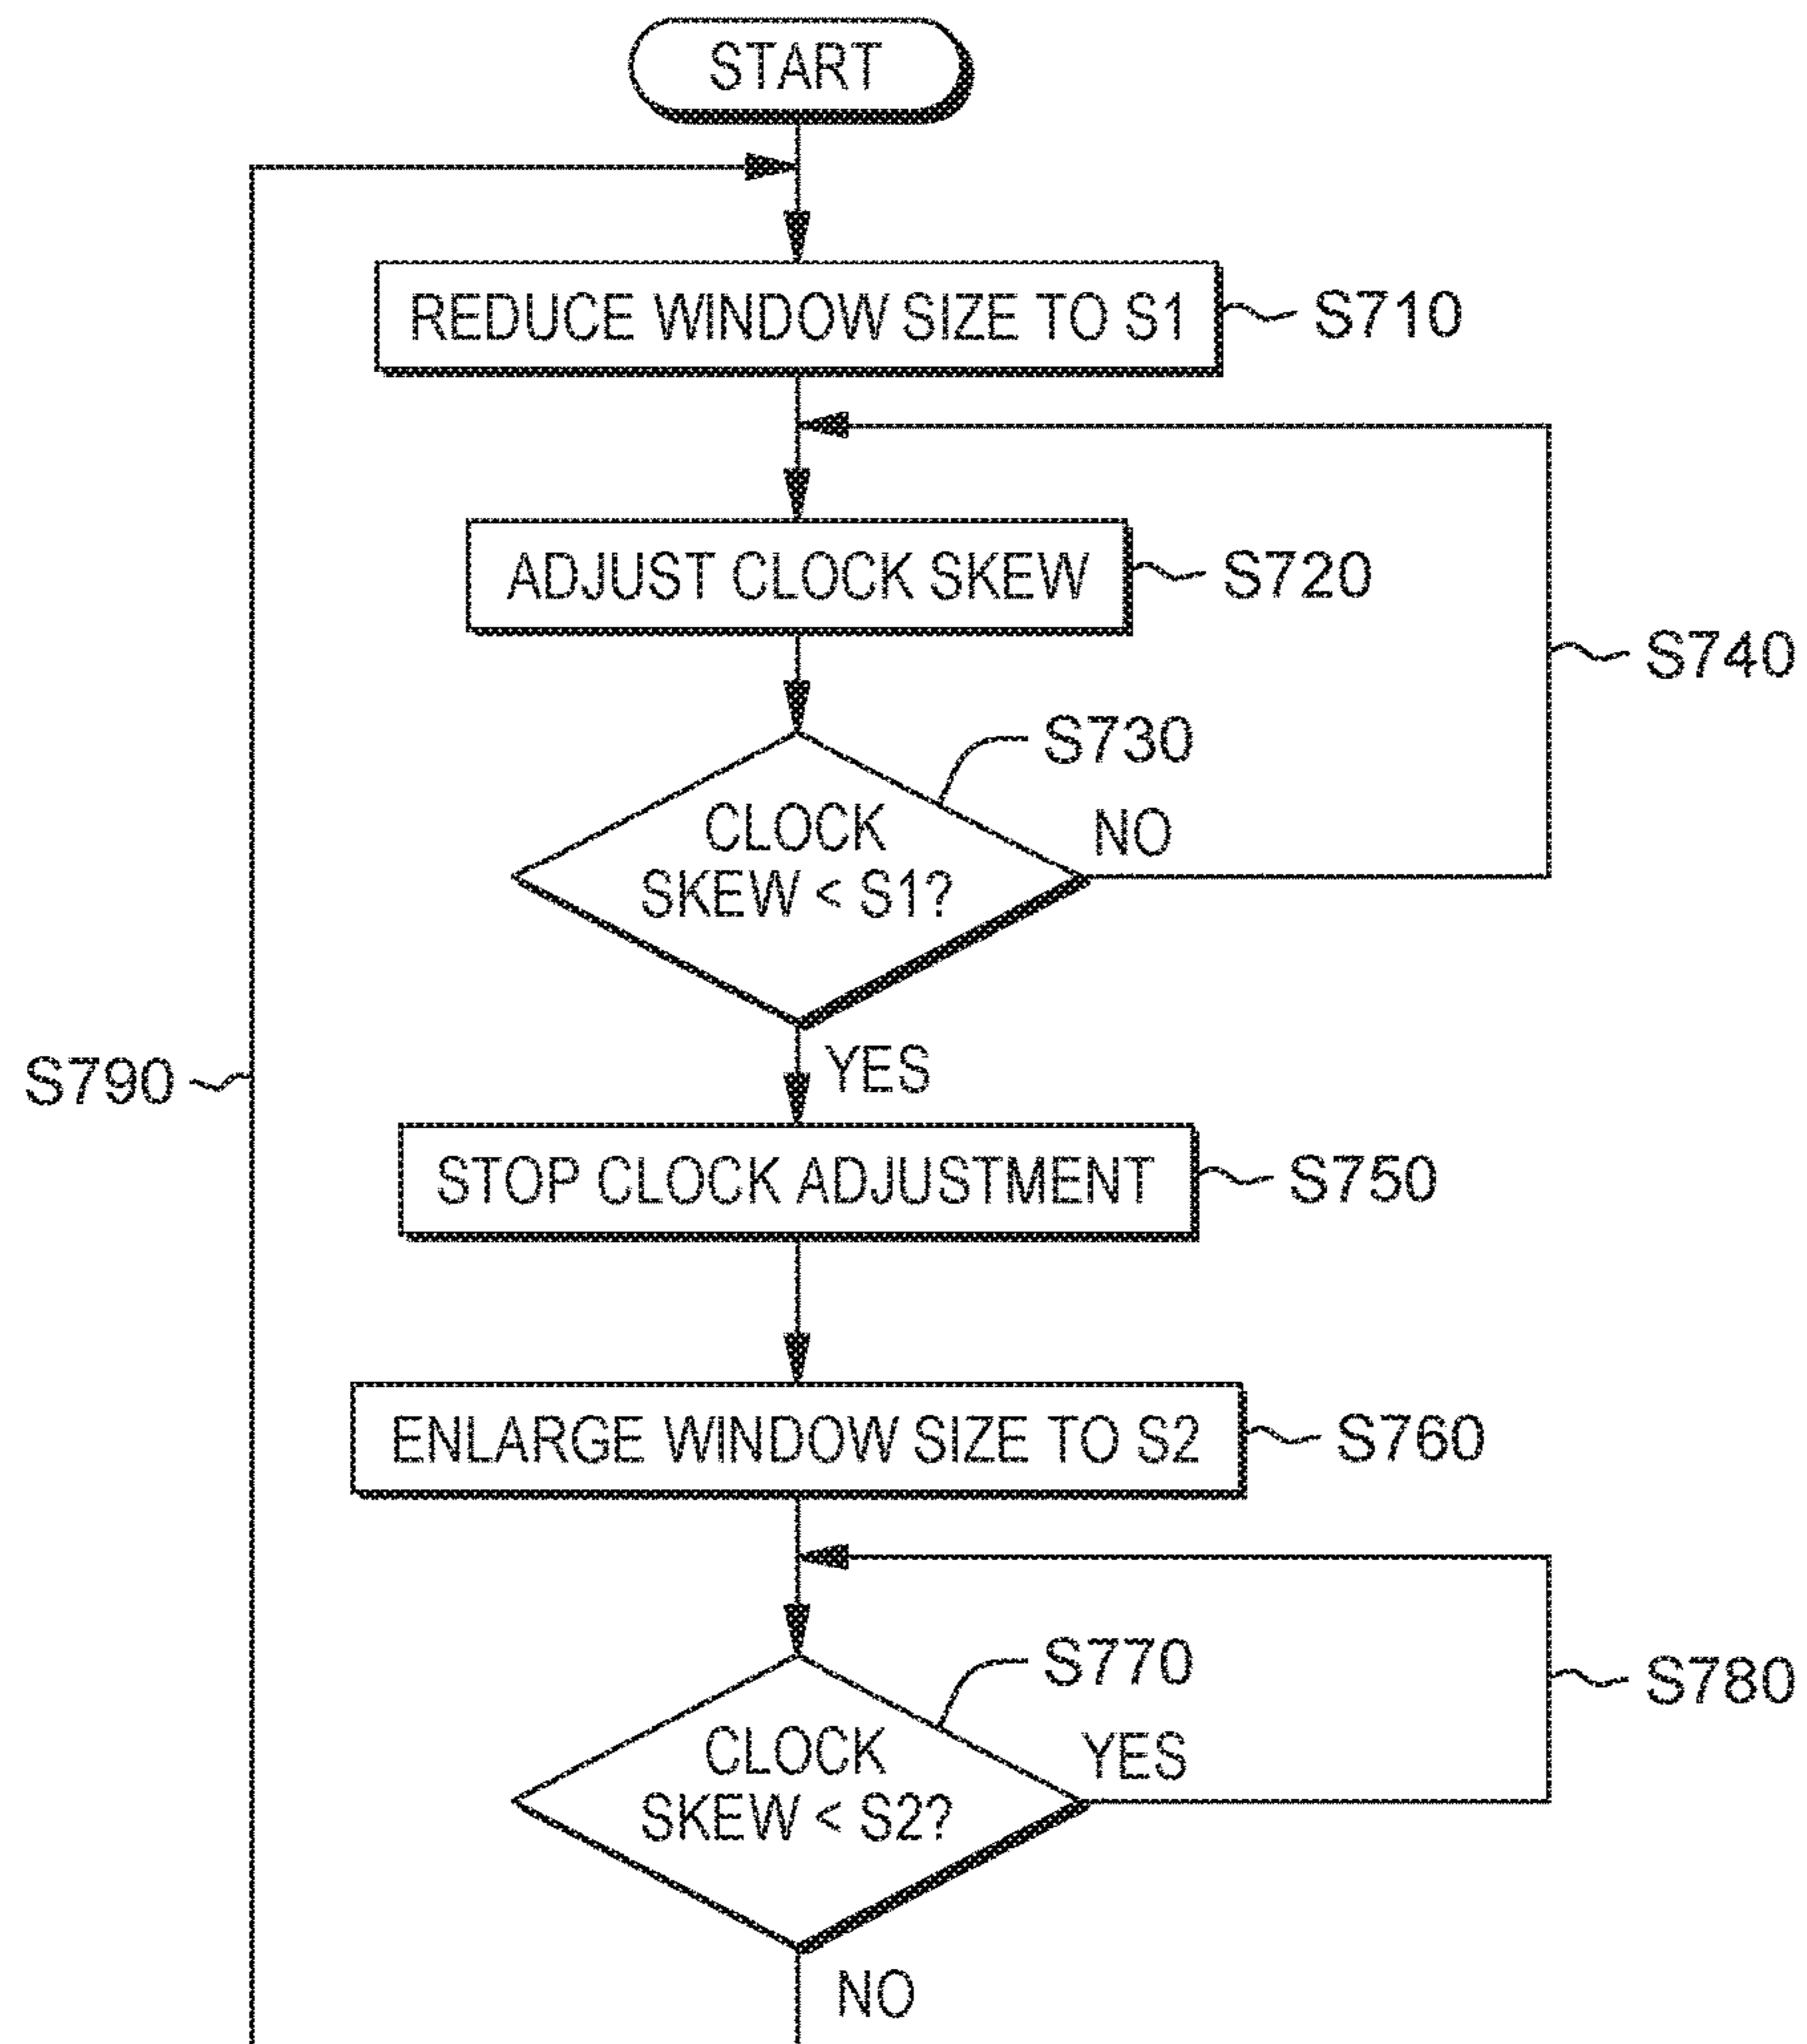 START
REDUCE WINDOW SIZE TO S1
S710
ADJUST CLOCK SKEW
S720
S740
S730
CLOCK
SKEW < S1?
NO
YES
S790
STOP CLOCK ADJUSTMENT
S750
ENLARGE WINDOW SIZE TO S2
S760
S770
S780
CLOCK
SKEW < S2?
YES
NO